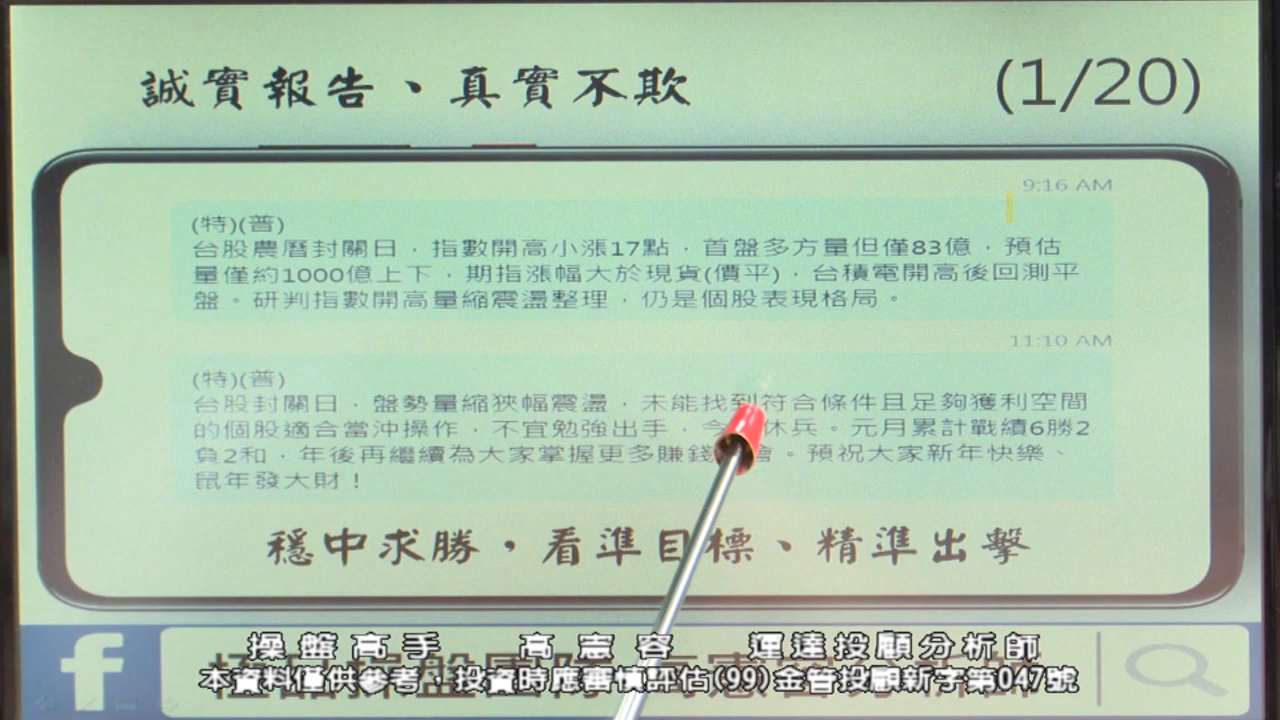 誠實報告、真實不欺
(1/20)
9:16 AM
(特)(普)
台股農曆封關日，指數開高小漲17點，首盤多方量但僅83億，預估
量僅約1000億上下，期指漲幅大於現貨(價平)，台積電開高後回測平
盤。研判指數開高量縮震盪整理，仍是個股表現格局。
11:10 AM
(特)(普)
台股封關日，盤勢量縮狹幅震盪，未能找到符合條件且足夠獲利空間
的個股適合當沖操作，不宜勉強出手，今 休兵。元月累計戰績6勝2
負2和，年後再繼續為大家掌握更多賺錢 會。預祝大家新年快樂、
鼠年發大財！
穩中求勝，看準目標、精準出擊
f
操盤高手 高憲容 運達投顧分析師
本資料僅供參考，投資時應審慎評估(99)金管投顧新字第047號